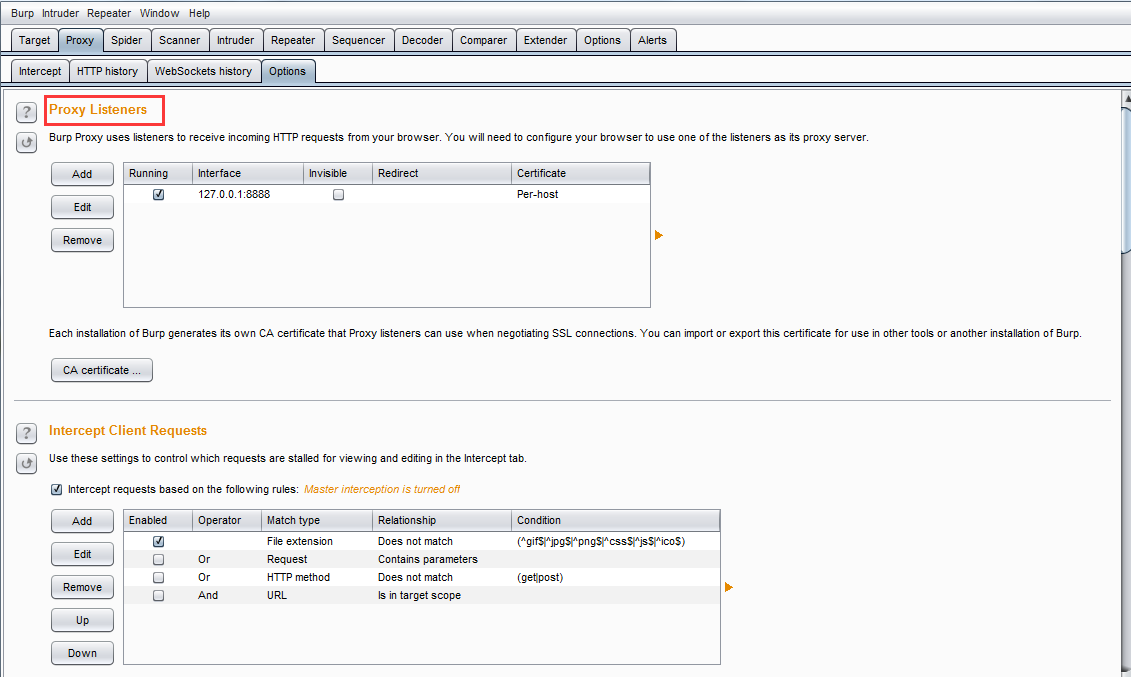 Burp Intruder Repeater Window Help
Target Proxy Spider Scanner Intruder Repeater Sequencer Decoder Comparer Extender Options Alerts
Intercept HTTP history WebSockets history Options
? Proxy Listeners
Burp Proxy uses listeners to receive incoming HTTP requests from your browser. You will need to configure your browser to use one of the listeners as its proxy server.
Add Running Interface Invisible Redirect Certificate
127.0.0.1:8888 Per-host
Edit
Remove
Each installation of Burp generates its own CA certificate that Proxy listeners can use when negotiating SSL connections. You can import or export this certificate for use in other tools or another installation of Burp.
CA certificate ...
? Intercept Client Requests
Use these settings to control which requests are stalled for viewing and editing in the Intercept tab.
Intercept requests based on the following rules: Master interception is turned off
Add Enabled Operator Match type Relationship Condition
File extension Does not match (^gif$|^jpg$|^png$|^css$|^js$|^ico$)
Edit Or Request Contains parameters
Or HTTP method Does not match (get|post)
Remove And URL Is in target scope
Up
Down